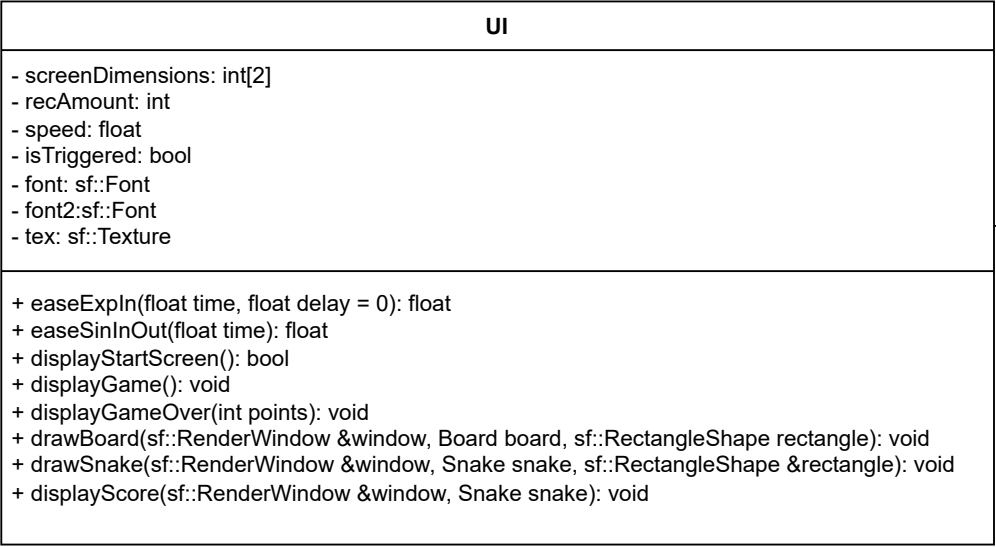 UI
- screenDimensions: int[2]
- recAmount: int
- speed: float
- isTriggered: bool
- font: sf::Font
- font2:sf::Font
- tex: sf::Texture
+ easeExpIn(float time, float delay = 0): float
+ easeSinInOut(float time): float
+ displayStartScreen(): bool
+ displayGame(): void
+ displayGameOver(int points): void
+ drawBoard(sf::RenderWindow &window, Board board, sf::RectangleShape rectangle): void
+ drawSnake(sf::RenderWindow &window, Snake snake, sf::RectangleShape &rectangle): void
+ displayScore(sf::RenderWindow &window, Snake snake): void